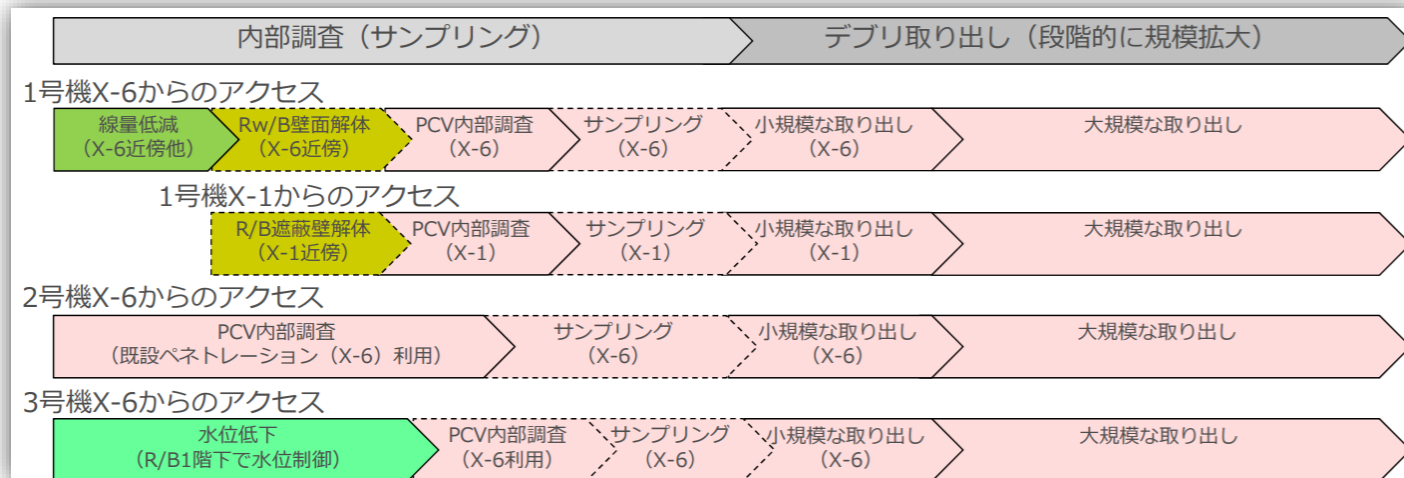 内部調査（サンプリング）
デブリ取り出し（段階的に規模拡大）
1号機X-6からのアクセス
線量低減
（X-6近傍他）
Rw/B壁面解体
（X-6近傍）
PCV内部調査
（X-6）
サンプリング
（X-6）
小規模な取り出し
（X-6）
大規模な取り出し
1号機X-1からのアクセス
R/B遮蔽壁解体
（X-1近傍）
PCV内部調査
（X-1）
サンプリング
（X-1）
小規模な取り出し
（X-1）
大規模な取り出し
2号機X-6からのアクセス
PCV内部調査
（既設ペネトレーション（X-6）利用）
サンプリング
（X-6）
小規模な取り出し
（X-6）
大規模な取り出し
3号機X-6からのアクセス
水位低下
（R/B1階下で水位制御）
PCV内部調査
（X-6利用）
サンプリング
（X-6）
小規模な取り出し
（X-6）
大規模な取り出し